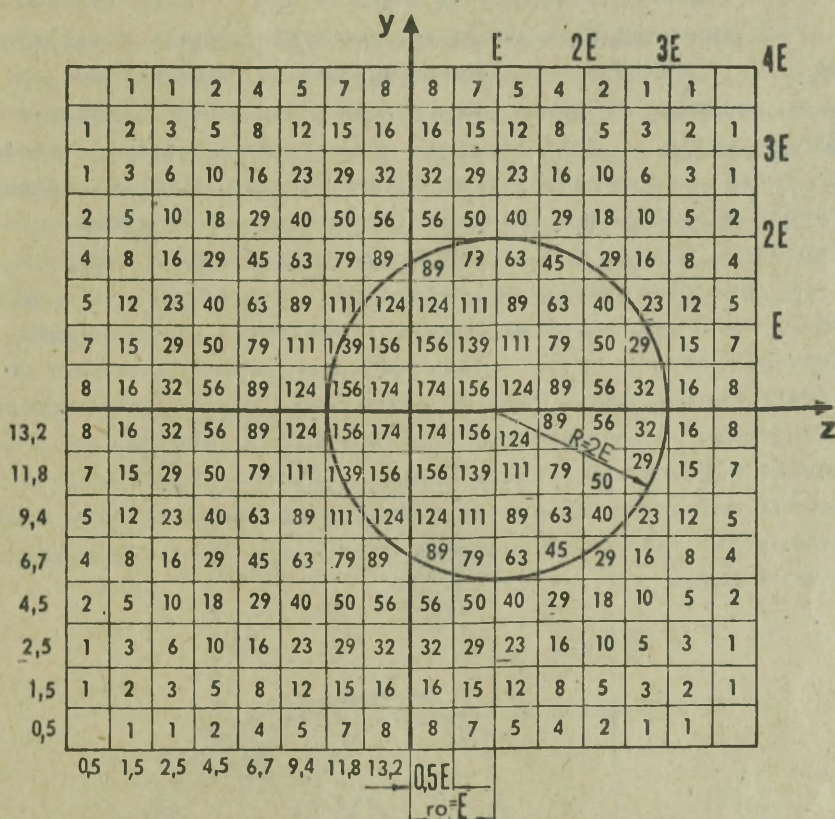 y E 2E 3E 4E
1 1 2 4 5 7 8 8 7 5 4 2 1 1
1 2 3 5 8 12 15 16 16 15 12 8 5 3 2 1 3E
1 3 6 10 16 23 29 32 32 29 23 16 10 6 3 1
2 5 10 18 29 40 50 56 56 50 40 29 18 10 5 2 2E
4 8 16 29 45 63 79 89 89 79 63 45 29 16 8 4
5 12 23 40 63 89 111 124 124 111 89 63 40 23 12 5 E
7 15 29 50 79 111 139 156 156 139 111 79 50 29 15 7
8 16 32 56 89 124 156 174 174 156 124 89 56 32 16 8
z
13,2 8 16 32 56 89 124 156 174 174 156 124 89 56 32 16 8
R=2E
11,8 7 15 29 50 79 111 139 156 156 139 111 79 50 29 15 7
9,4 5 12 23 40 63 89 111 124 124 111 89 63 40 23 12 5
6,7 4 8 16 29 45 63 79 89 89 79 63 45 29 16 8 4
4,5 2 5 10 18 29 40 50 56 56 50 40 29 18 10 5 2
2,5 1 3 6 10 16 23 29 32 32 29 23 16 10 5 3 1
1,5 1 2 3 5 8 12 15 16 16 15 12 8 5 3 2 1
0,5 1 1 2 4 5 7 8 8 7 5 4 2 1 1
0,5 1,5 2,5 4,5 6,7 9,4 11,8 13,2 0,5E
ro=E